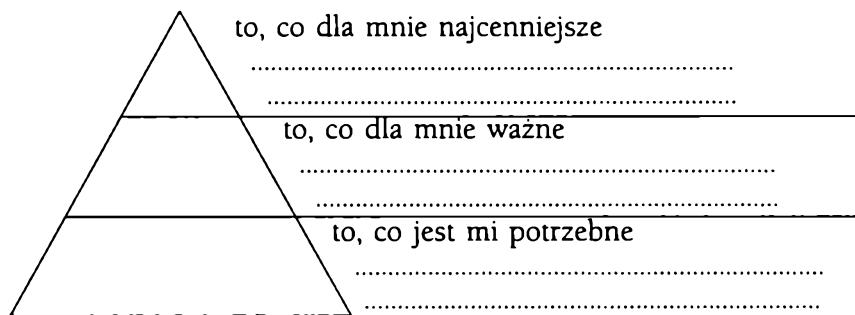 to, co dla mnie najcenniejsze
to, co dla mnie ważne
to, co jest mi potrzebne